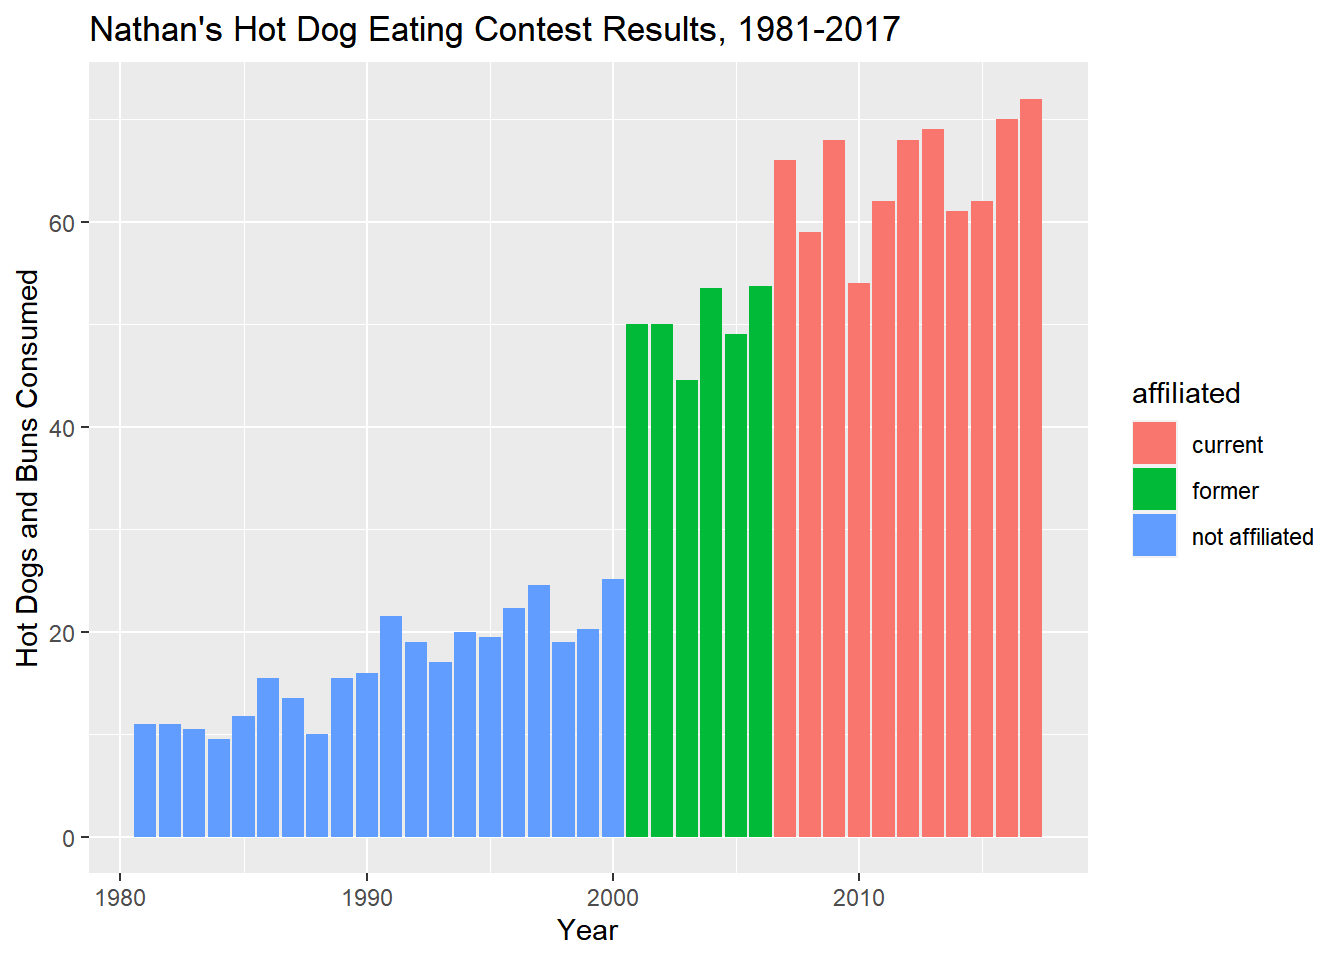 Nathan's Hot Dog Eating Contest Results, 1981-2017
Hot Dogs and Buns Consumed
60
40
20
0
1980
1990
2000
2010
Year
affiliated
current
former
not affiliated